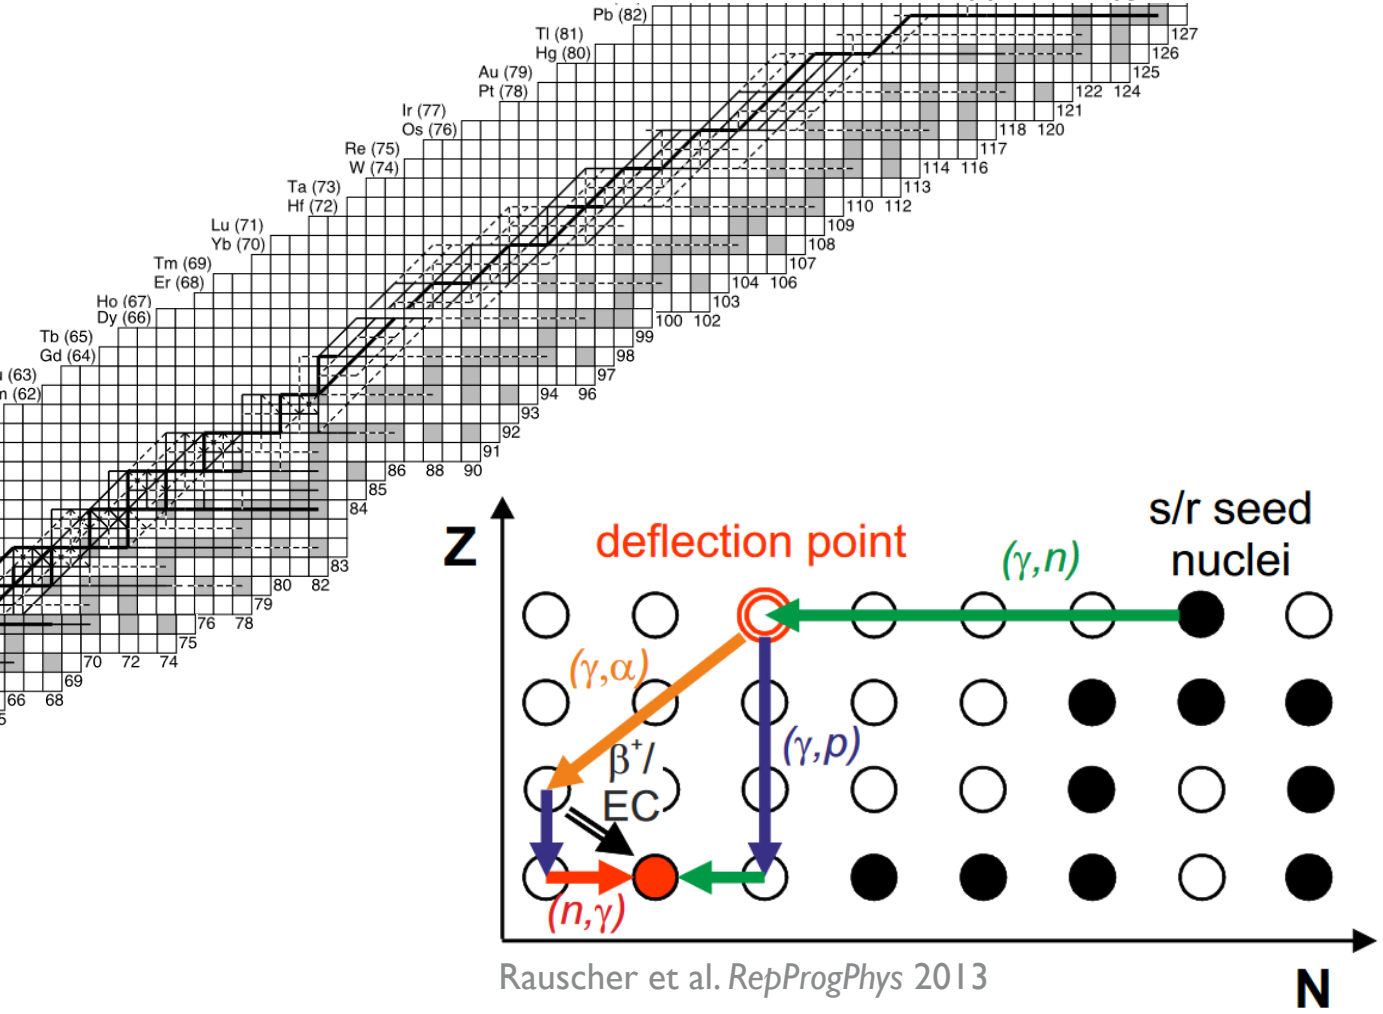 Pb (82)
Tl (81)
Hg (80)
Au (79)
Pt (78)
Ir (77)
Os (76)
Re (75)
W (74)
Ta (73)
Hf (72)
Lu (71)
Yb (70)
Tm (69)
Er (68)
Ho (67)
Dy (66)
Tb (65)
Gd (64)
(63)
(62)
127
126
125
122 124
121
118 120
117
114 116
113
110 112
109
108
107
104 106
103
100 102
99
98
97
94 96
93
92
91
86 88 90
85
84
83
80 82
79
76 78
75
70 72 74
69
66 68
Z
deflection point
s/r seed
nuclei
(γ,n)
(γ,α)
(γ,p)
β⁺/
EC
(n,γ)
N
Rauscher et al. RepProgPhys 2013